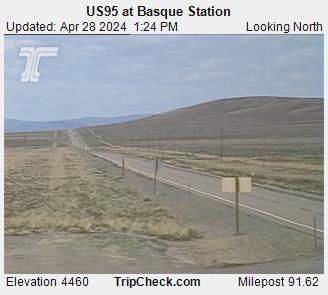 US95 at Basque Station
Updated: Apr 28 2024 1:24 PM Looking North
Elevation 4460 TripCheck.com Milepost 91.62